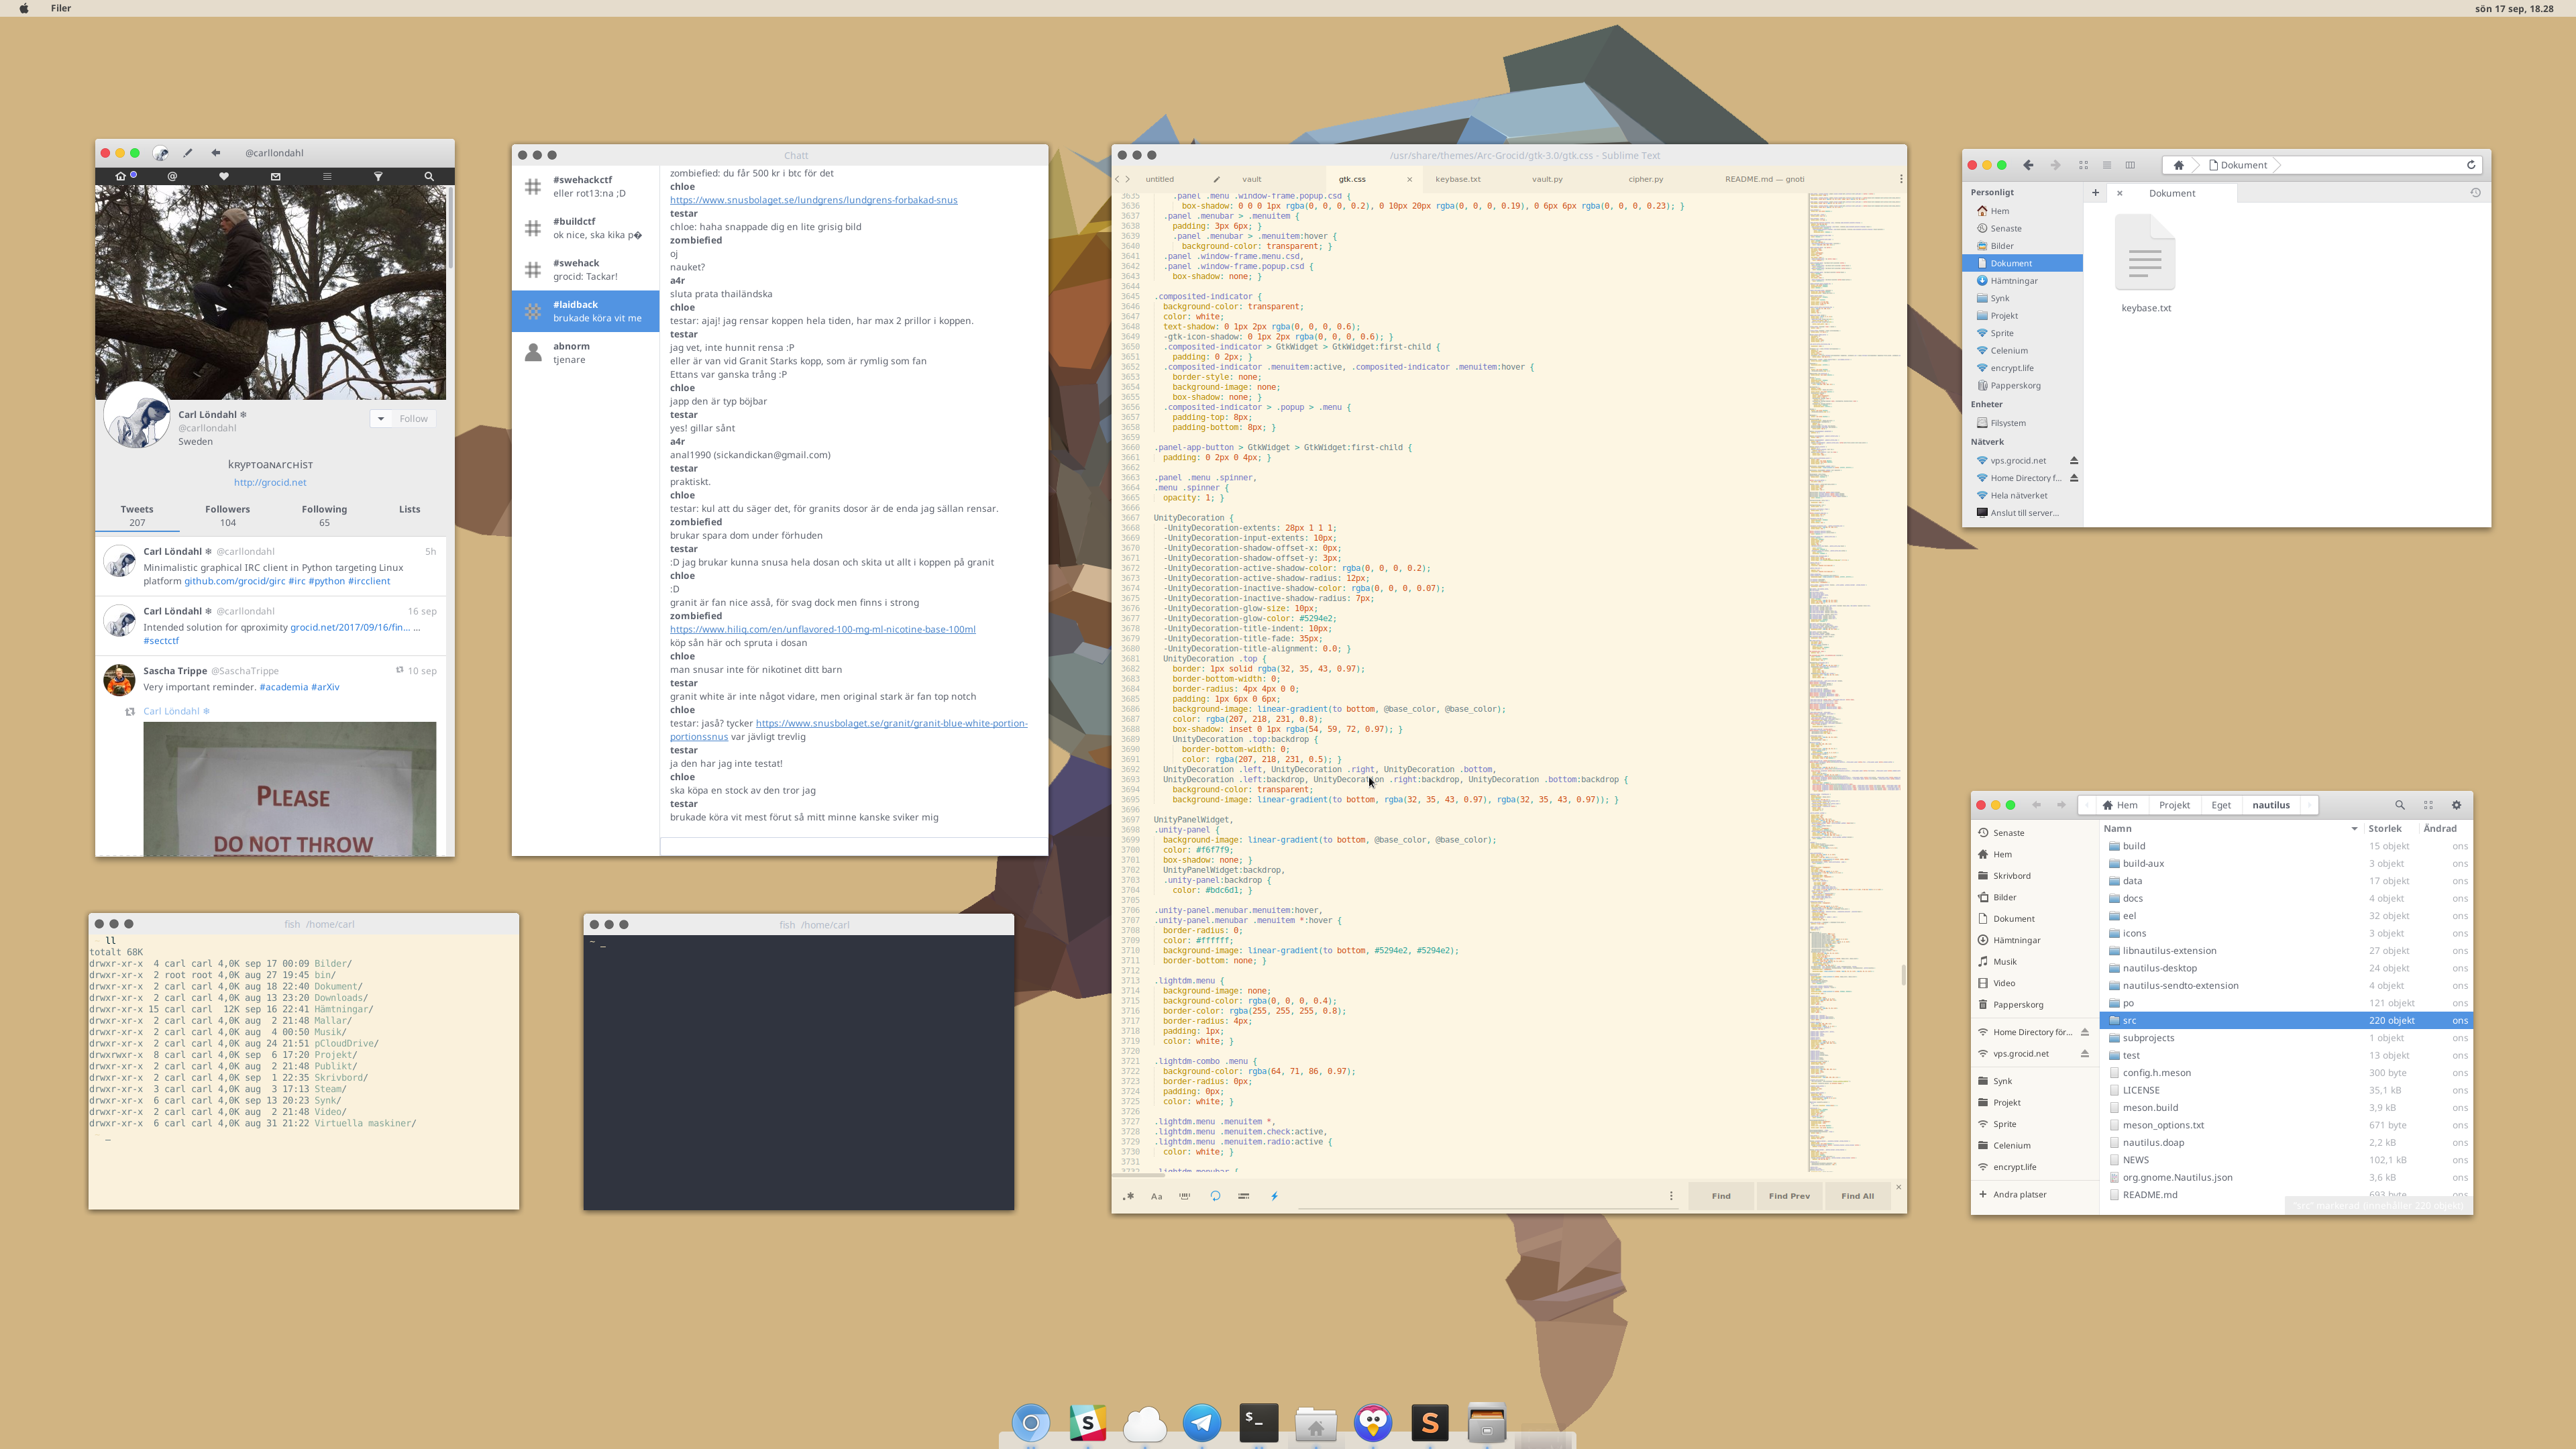 Filer
sön 17 sep, 18.28
@carllondahl
Carl Löndahl ❄
@carllondahl
Sweden
Follow
kʀʏᴘᴛoᴀɴᴀʀcʜiꜱᴛ
http://grocid.net
Tweets Followers Following Lists
207 104 65
Carl Löndahl ❄ @carllondahl 5h
Minimalistic graphical IRC client in Python targeting Linux
platform github.com/grocid/girc #irc #python #ircclient
Carl Löndahl ❄ @carllondahl 16 sep
Intended solution for qproximity grocid.net/2017/09/16/fin… …
#sectctf
Sascha Trippe @SaschaTrippe 10 sep
Very important reminder. #academia #arXiv
Carl Löndahl ❄
PLEASE
DO NOT THROW
Chatt
#swehackctf
eller rot13:na ;D
#buildctf
ok nice, ska kika p�
#swehack
grocid: Tackar!
#laidback
brukade köra vit me
abnorm
tjenare
zombiefied: du får 500 kr i btc för det
chloe
https://www.snusbolaget.se/lundgrens/lundgrens-forbakad-snus
testar
chloe: haha snappade dig en lite grisig bild
zombiefied
oj
nauket?
a4r
sluta prata thailändska
chloe
testar: ajaj! jag rensar koppen hela tiden, har max 2 prillor i koppen.
testar
jag vet, inte hunnit rensa :P
eller är van vid Granit Starks kopp, som är rymlig som fan
Ettans var ganska trång :P
chloe
japp den är typ böjbar
testar
yes! gillar sånt
a4r
anal1990 (sickandickan@gmail.com)
testar
praktiskt.
chloe
testar: kul att du säger det, för granits dosor är de enda jag sällan rensar.
zombiefied
brukar spara dom under förhuden
testar
:D jag brukar kunna snusa hela dosan och skita ut allt i koppen på granit
chloe
:D
granit är fan nice asså, för svag dock men finns i strong
zombiefied
https://www.hiliq.com/en/unflavored-100-mg-ml-nicotine-base-100ml
köp sån här och spruta i dosan
chloe
man snusar inte för nikotinet ditt barn
testar
granit white är inte något vidare, men original stark är fan top notch
chloe
testar: jaså? tycker https://www.snusbolaget.se/granit/granit-blue-white-portion-
portionssnus var jävligt trevlig
testar
ja den har jag inte testat!
chloe
ska köpa en stock av den tror jag
testar
brukade köra vit mest förut så mitt minne kanske sviker mig
/usr/share/themes/Arc-Grocid/gtk-3.0/gtk.css - Sublime Text
untitled vault gtk.css keybase.txt vault.py cipher.py README.md — gnoti
3635 .panel .menu .window-frame.popup.csd {
3636 box-shadow: 0 0 0 1px rgba(0, 0, 0, 0.2), 0 10px 20px rgba(0, 0, 0, 0.19), 0 6px 6px rgba(0, 0, 0, 0.23); }
3637 .panel .menubar > .menuitem {
3638 padding: 3px 6px; }
3639 .panel .menubar > .menuitem:hover {
3640 background-color: transparent; }
3641 .panel .window-frame.menu.csd,
3642 .panel .window-frame.popup.csd {
3643 box-shadow: none; }
3644
3645 .composited-indicator {
3646 background-color: transparent;
3647 color: white;
3648 text-shadow: 0 1px 2px rgba(0, 0, 0, 0.6);
3649 -gtk-icon-shadow: 0 1px 2px rgba(0, 0, 0, 0.6); }
3650 .composited-indicator > GtkWidget > GtkWidget:first-child {
3651 padding: 0 2px; }
3652 .composited-indicator .menuitem:active, .composited-indicator .menuitem:hover {
3653 border-style: none;
3654 background-image: none;
3655 box-shadow: none; }
3656 .composited-indicator > .popup > .menu {
3657 padding-top: 8px;
3658 padding-bottom: 8px; }
3659
3660 .panel-app-button > GtkWidget > GtkWidget:first-child {
3661 padding: 0 2px 0 4px; }
3662
3663 .panel .menu .spinner,
3664 .menu .spinner {
3665 opacity: 1; }
3666
3667 UnityDecoration {
3668 -UnityDecoration-extents: 28px 1 1 1;
3669 -UnityDecoration-input-extents: 10px;
3670 -UnityDecoration-shadow-offset-x: 0px;
3671 -UnityDecoration-shadow-offset-y: 3px;
3672 -UnityDecoration-active-shadow-color: rgba(0, 0, 0, 0.2);
3673 -UnityDecoration-active-shadow-radius: 12px;
3674 -UnityDecoration-inactive-shadow-color: rgba(0, 0, 0, 0.07);
3675 -UnityDecoration-inactive-shadow-radius: 7px;
3676 -UnityDecoration-glow-size: 10px;
3677 -UnityDecoration-glow-color: #5294e2;
3678 -UnityDecoration-title-indent: 10px;
3679 -UnityDecoration-title-fade: 35px;
3680 -UnityDecoration-title-alignment: 0.0; }
3681 UnityDecoration .top {
3682 border: 1px solid rgba(32, 35, 43, 0.97);
3683 border-bottom-width: 0;
3684 border-radius: 4px 4px 0 0;
3685 padding: 1px 6px 0 6px;
3686 background-image: linear-gradient(to bottom, @base_color, @base_color);
3687 color: rgba(207, 218, 231, 0.8);
3688 box-shadow: inset 0 1px rgba(54, 59, 72, 0.97); }
3689 UnityDecoration .top:backdrop {
3690 border-bottom-width: 0;
3691 color: rgba(207, 218, 231, 0.5); }
3692 UnityDecoration .left, UnityDecoration .right, UnityDecoration .bottom,
3693 UnityDecoration .left:backdrop, UnityDecoration .right:backdrop, UnityDecoration .bottom:backdrop {
3694 background-color: transparent;
3695 background-image: linear-gradient(to bottom, rgba(32, 35, 43, 0.97), rgba(32, 35, 43, 0.97)); }
3696
3697 UnityPanelWidget,
3698 .unity-panel {
3699 background-image: linear-gradient(to bottom, @base_color, @base_color);
3700 color: #f6f7f9;
3701 box-shadow: none; }
3702 UnityPanelWidget:backdrop,
3703 .unity-panel:backdrop {
3704 color: #bdc6d1; }
3705
3706 .unity-panel.menubar.menuitem:hover,
3707 .unity-panel.menubar .menuitem *:hover {
3708 border-radius: 0;
3709 color: #ffffff;
3710 background-image: linear-gradient(to bottom, #5294e2, #5294e2);
3711 border-bottom: none; }
3712
3713 .lightdm.menu {
3714 background-image: none;
3715 background-color: rgba(0, 0, 0, 0.4);
3716 border-color: rgba(255, 255, 255, 0.8);
3717 border-radius: 4px;
3718 padding: 1px;
3719 color: white; }
3720
3721 .lightdm-combo .menu {
3722 background-color: rgba(64, 71, 86, 0.97);
3723 border-radius: 0px;
3724 padding: 0px;
3725 color: white; }
3726
3727 .lightdm.menu .menuitem *,
3728 .lightdm.menu .menuitem.check:active,
3729 .lightdm.menu .menuitem.radio:active {
3730 color: white; }
3731
3732 .lightdm.menubar {
.* Aa
Find Find Prev Find All
Dokument
Dokument
Personligt
Hem
Senaste
Bilder
Dokument
Hämtningar
Synk
Projekt
Sprite
Celenium
encrypt.life
Papperskorg
Enheter
Filsystem
Nätverk
vps.grocid.net
Home Directory f...
Hela nätverket
Anslut till server...
keybase.txt
fish /home/carl
ll
totalt 68K
drwxr-xr-x 4 carl carl 4,0K sep 17 00:09 Bilder/
drwxr-xr-x 2 root root 4,0K aug 27 19:45 bin/
drwxr-xr-x 2 carl carl 4,0K aug 18 22:40 Dokument/
drwxr-xr-x 2 carl carl 4,0K aug 13 23:20 Downloads/
drwxr-xr-x 15 carl carl 12K sep 16 22:41 Hämtningar/
drwxr-xr-x 2 carl carl 4,0K aug 2 21:48 Mallar/
drwxr-xr-x 2 carl carl 4,0K aug 4 00:50 Musik/
drwxr-xr-x 2 carl carl 4,0K aug 24 21:51 pCloudDrive/
drwxrwxr-x 8 carl carl 4,0K sep 6 17:20 Projekt/
drwxr-xr-x 2 carl carl 4,0K aug 2 21:48 Publikt/
drwxr-xr-x 2 carl carl 4,0K sep 1 22:35 Skrivbord/
drwxr-xr-x 3 carl carl 4,0K aug 3 17:13 Steam/
drwxr-xr-x 6 carl carl 4,0K sep 13 20:23 Synk/
drwxr-xr-x 2 carl carl 4,0K aug 2 21:48 Video/
drwxr-xr-x 6 carl carl 4,0K aug 31 21:22 Virtuella maskiner/
_
fish /home/carl
~ _
Hem Projekt Eget nautilus
Senaste
Hem
Skrivbord
Bilder
Dokument
Hämtningar
Musik
Video
Papperskorg
Home Directory för...
vps.grocid.net
Synk
Projekt
Sprite
Celenium
encrypt.life
Andra platser
Namn Storlek Ändrad
build 15 objekt ons
build-aux 3 objekt ons
data 17 objekt ons
docs 4 objekt ons
eel 32 objekt ons
icons 3 objekt ons
libnautilus-extension 27 objekt ons
nautilus-desktop 24 objekt ons
nautilus-sendto-extension 4 objekt ons
po 121 objekt ons
src 220 objekt ons
subprojects 1 objekt ons
test 13 objekt ons
config.h.meson 300 byte ons
LICENSE 35,1 kB ons
meson.build 3,9 kB ons
meson_options.txt 671 byte ons
nautilus.doap 2,2 kB ons
NEWS 102,1 kB ons
org.gnome.Nautilus.json 3,6 kB ons
README.md 693 byte ons
"src" markerad (innehåller 220 objekt)
S
$_
S